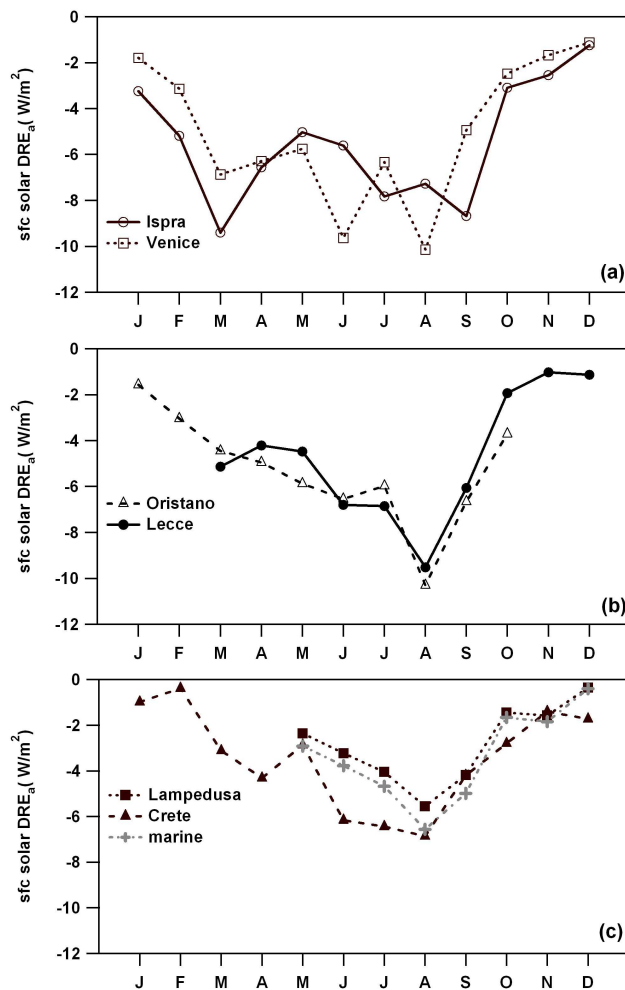 0
-2
-4
-6
-8
-10
-12
sfc solar DREa( W/m²)
Ispra
Venice
(a)
J F M A M J J A S O N D
0
-2
-4
-6
-8
-10
-12
sfc solar DREa( W/m²)
Oristano
Lecce
(b)
J F M A M J J A S O N D
0
-2
-4
-6
-8
-10
-12
sfc solar DREa( W/m²)
Lampedusa
Crete
marine
(c)
J F M A M J J A S O N D